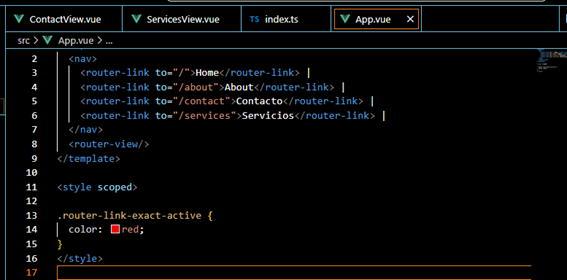 ContactView.vue ServicesView.vue TS index.ts App.vue ×
src > App.vue > ...
2 <nav>
3 <router-link to="/">Home</router-link> |
4 <router-link to="/about">About</router-link> |
5 <router-link to="/contact">Contacto</router-link> |
6 <router-link to="/services">Servicios</router-link> |
7 </nav>
8 <router-view/>
9 </template>
10
11 <style scoped>
12
13 .router-link-exact-active {
14 color: red;
15 }
16 </style>
17